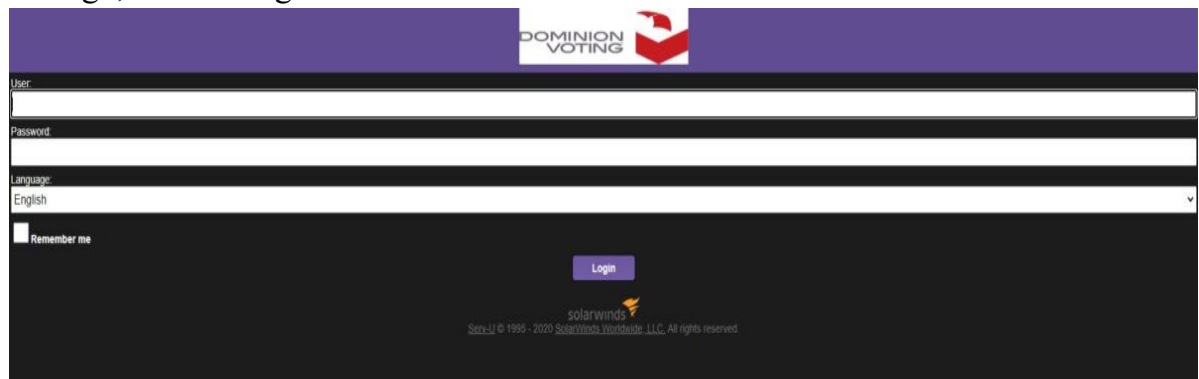 DOMINION
VOTING
User:
Password:
Language:
English
Remember me
Login
solarwinds
Serv-U © 1995 - 2020 SolarWinds Worldwide, LLC. All rights reserved.